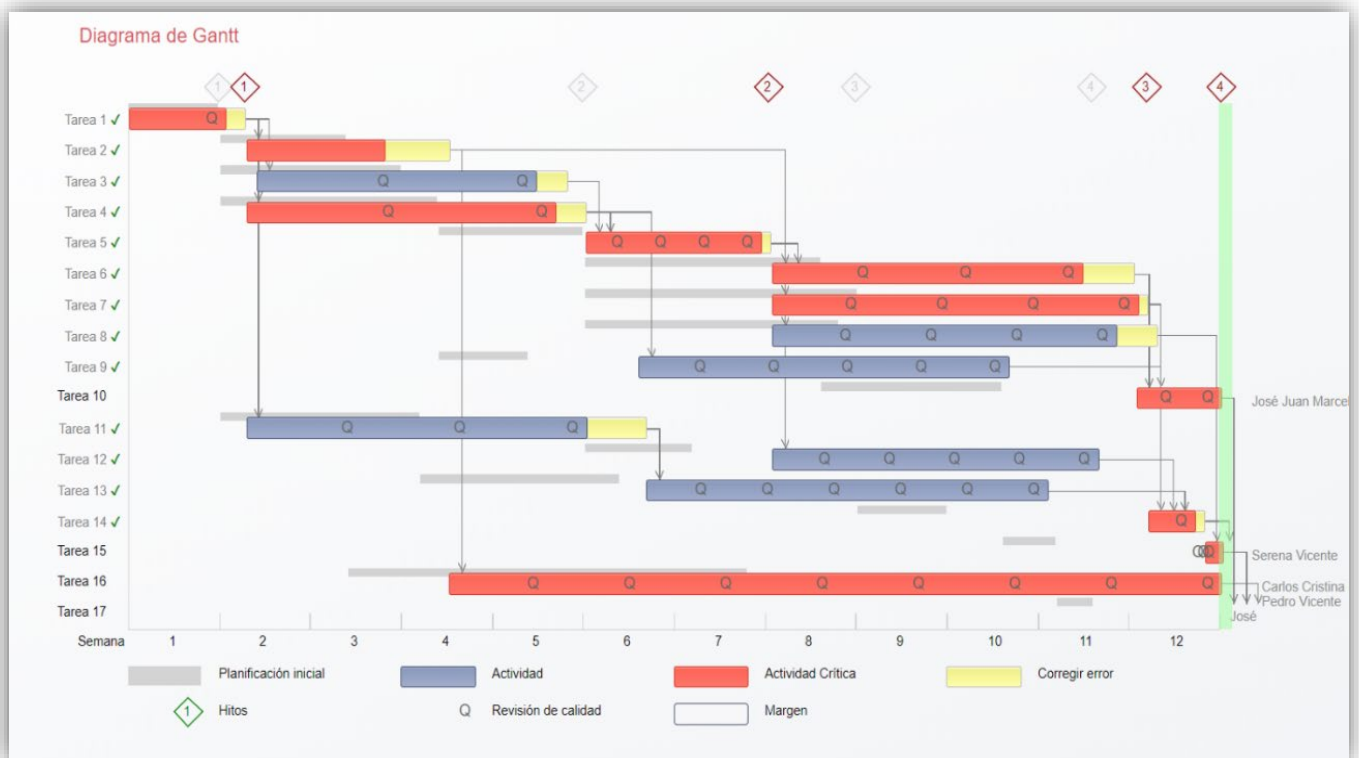 Diagrama de Gantt
1 1 2 2 3 4 3 4
Tarea 1 ✓ Q
Tarea 2 ✓
Tarea 3 ✓ Q Q
Tarea 4 ✓ Q Q
Tarea 5 ✓ Q Q Q Q
Tarea 6 ✓ Q Q Q
Tarea 7 ✓ Q Q Q Q
Tarea 8 ✓ Q Q Q Q
Tarea 9 ✓ Q Q Q Q Q
Tarea 10 Q Q José Juan Marcel
Tarea 11 ✓ Q Q Q
Tarea 12 ✓ Q Q Q Q Q
Tarea 13 ✓ Q Q Q Q Q Q
Tarea 14 ✓ Q
Tarea 15 QQQ Serena Vicente
Tarea 16 Q Q Q Q Q Q Q Q Carlos Cristina
Pedro Vicente
Tarea 17 José
Semana 1 2 3 4 5 6 7 8 9 10 11 12
Planificación inicial Actividad Actividad Crítica Corregir error
1 Hitos Q Revisión de calidad Margen